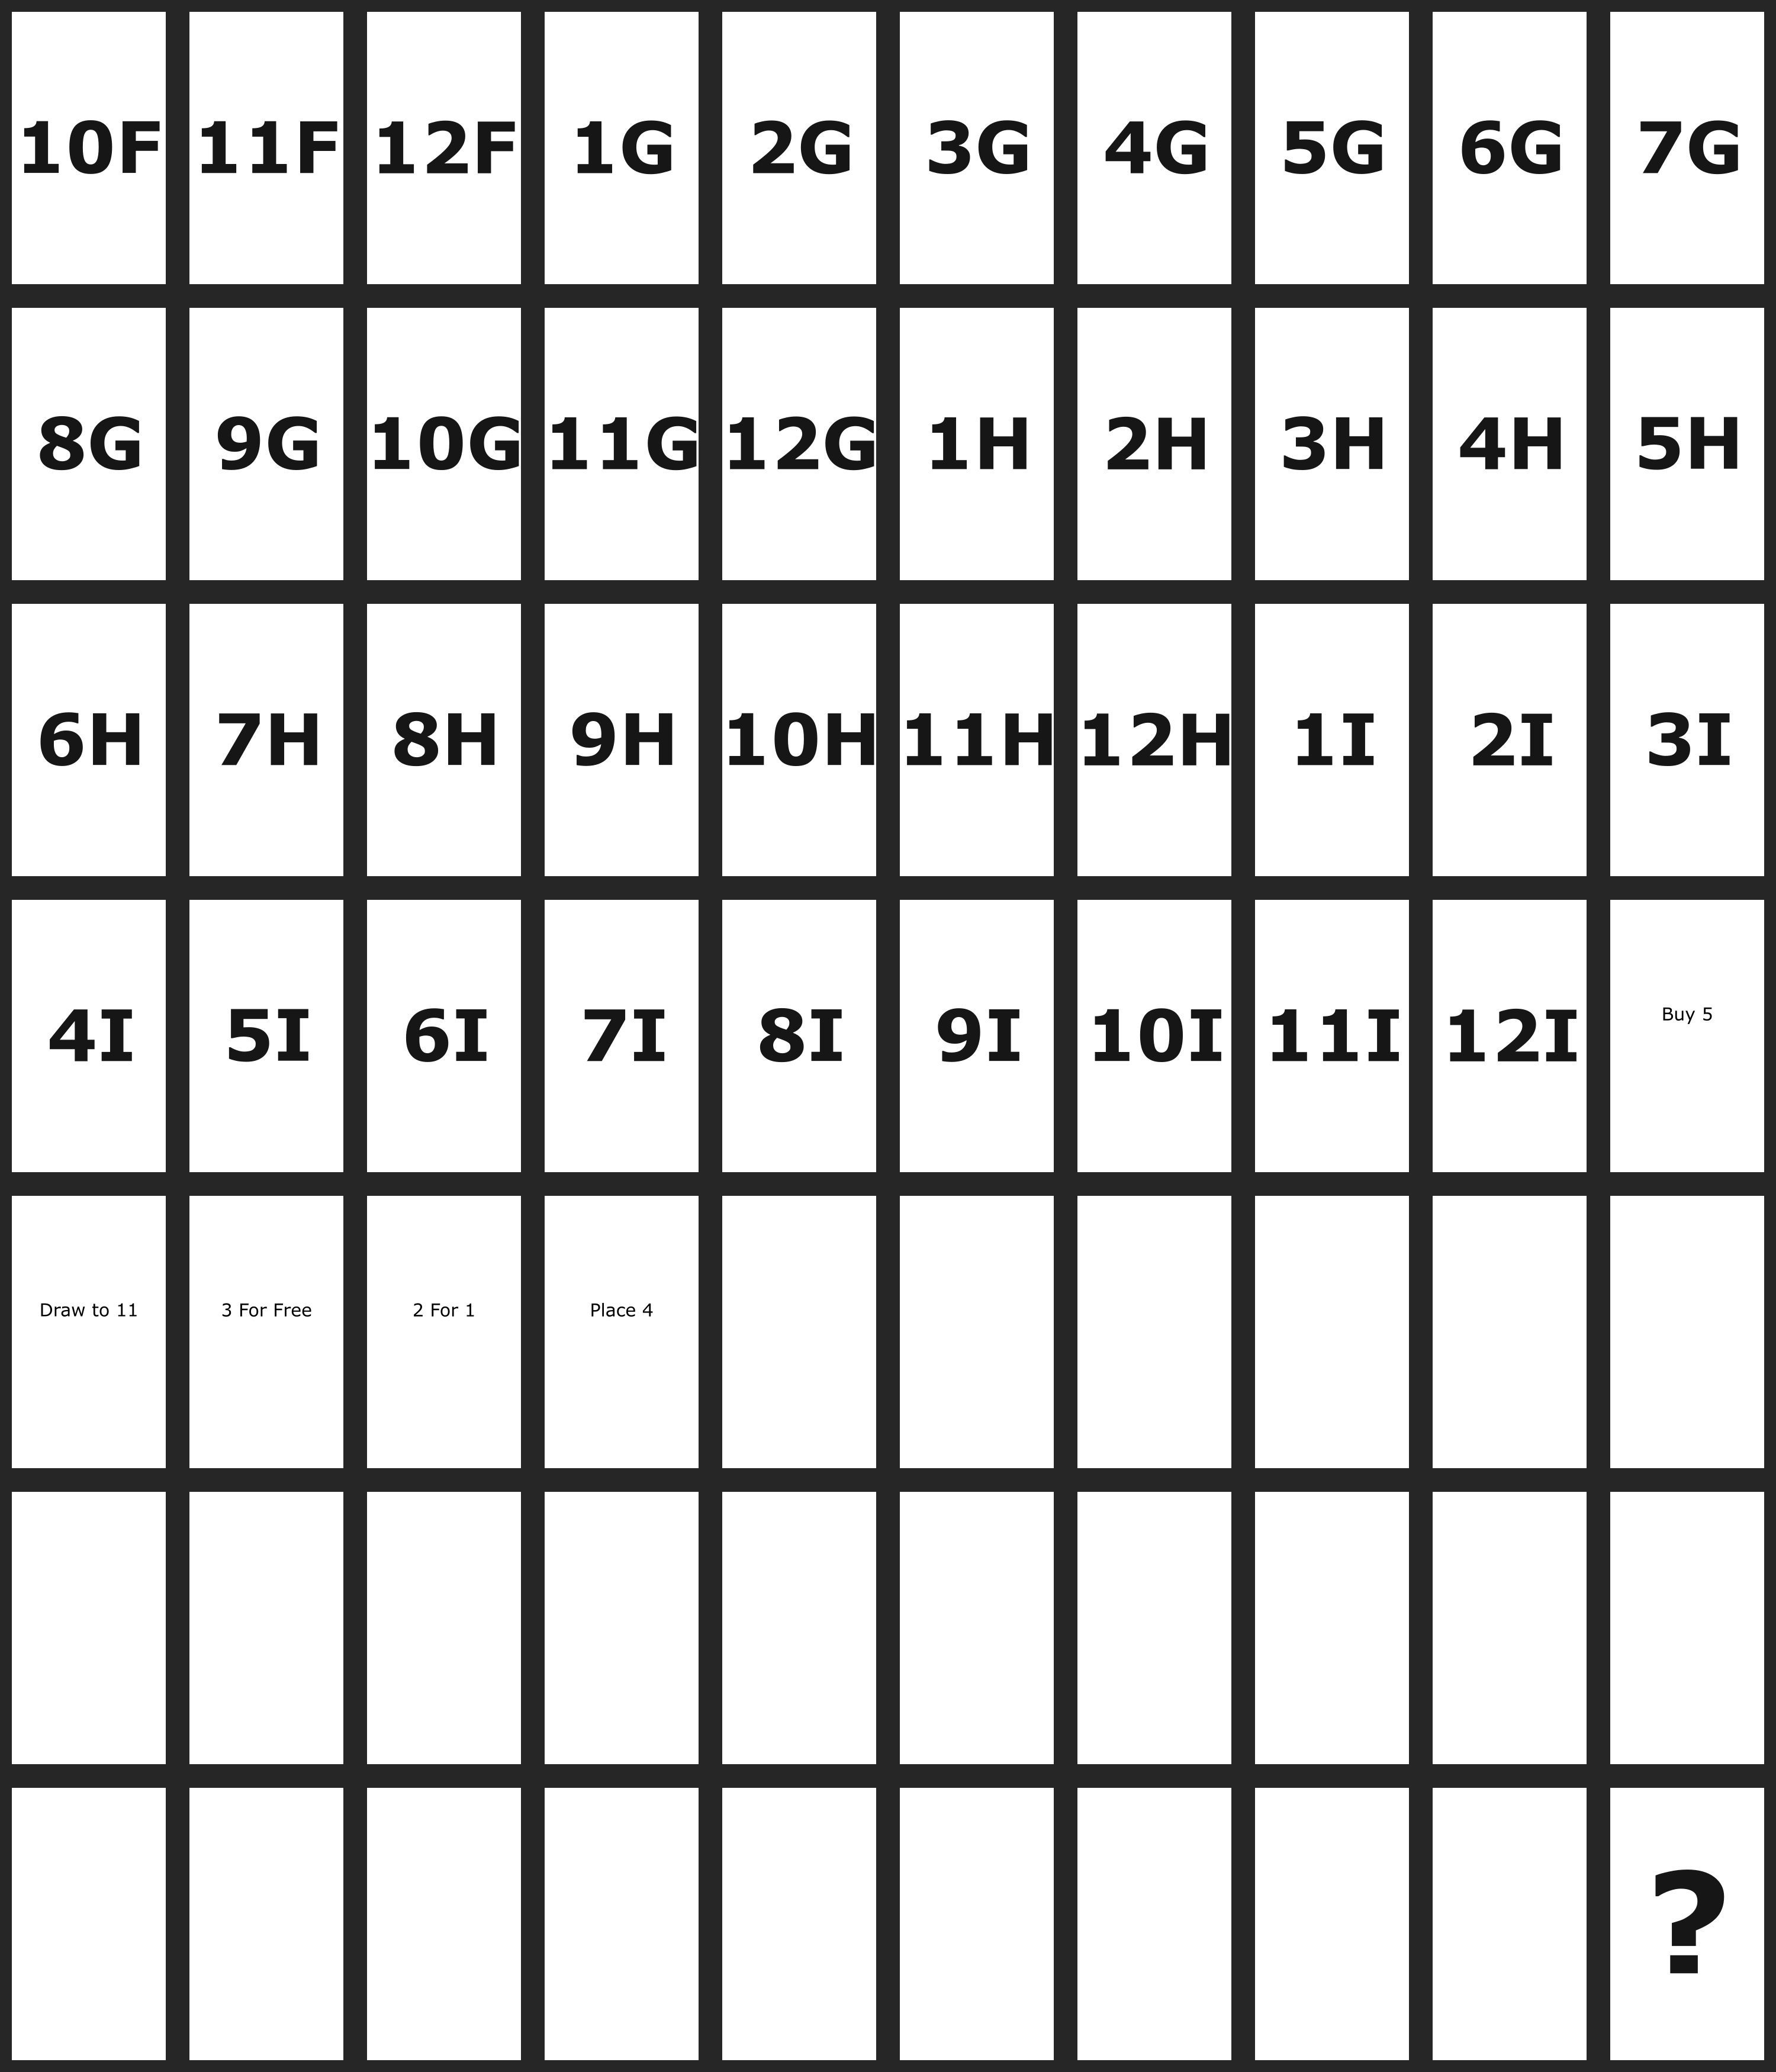 10F 11F 12F 1G 2G 3G 4G 5G 6G 7G
8G 9G 10G 11G 12G 1H 2H 3H 4H 5H
6H 7H 8H 9H 10H 11H 12H 1I 2I 3I
4I 5I 6I 7I 8I 9I 10I 11I 12I Buy 5
Draw to 11 3 For Free 2 For 1 Place 4
?